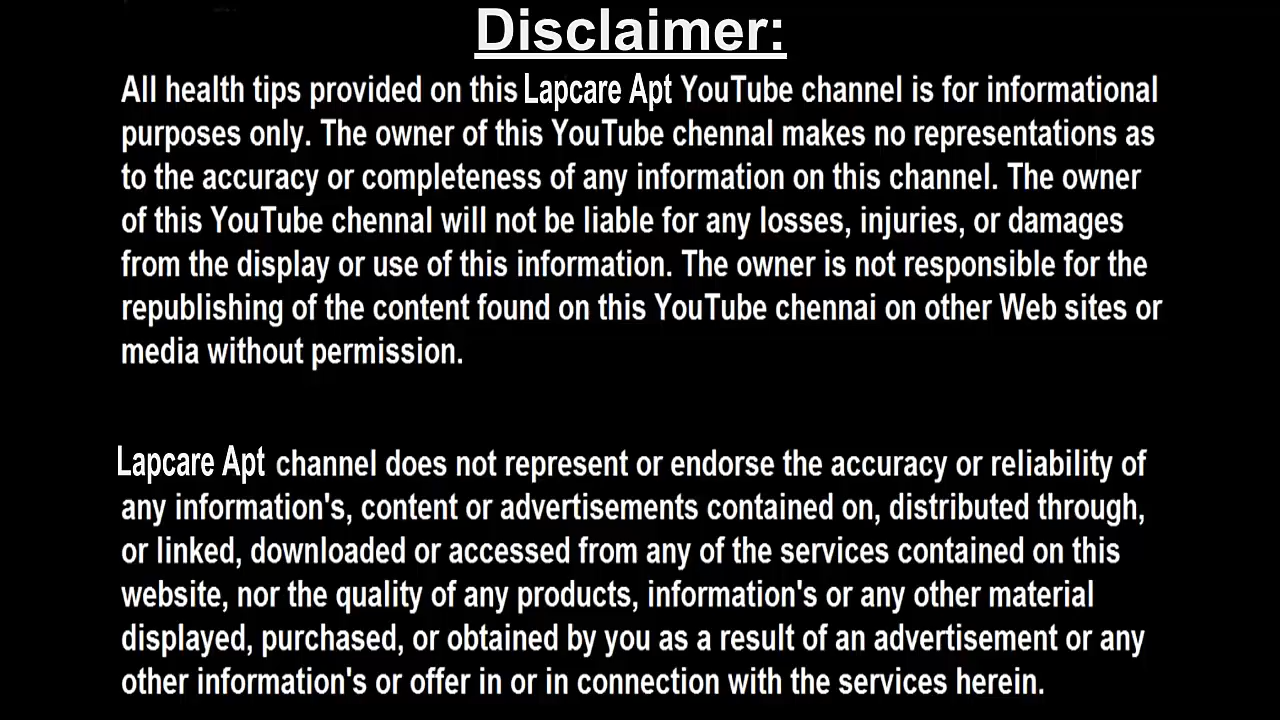 Disclaimer:
All health tips provided on this Lapcare Apt YouTube channel is for informational
purposes only. The owner of this YouTube chennal makes no representations as
to the accuracy or completeness of any information on this channel. The owner
of this YouTube chennal will not be liable for any losses, injuries, or damages
from the display or use of this information. The owner is not responsible for the
republishing of the content found on this YouTube chennai on other Web sites or
media without permission.
Lapcare Apt channel does not represent or endorse the accuracy or reliability of
any information's, content or advertisements contained on, distributed through,
or linked, downloaded or accessed from any of the services contained on this
website, nor the quality of any products, information's or any other material
displayed, purchased, or obtained by you as a result of an advertisement or any
other information's or offer in or in connection with the services herein.